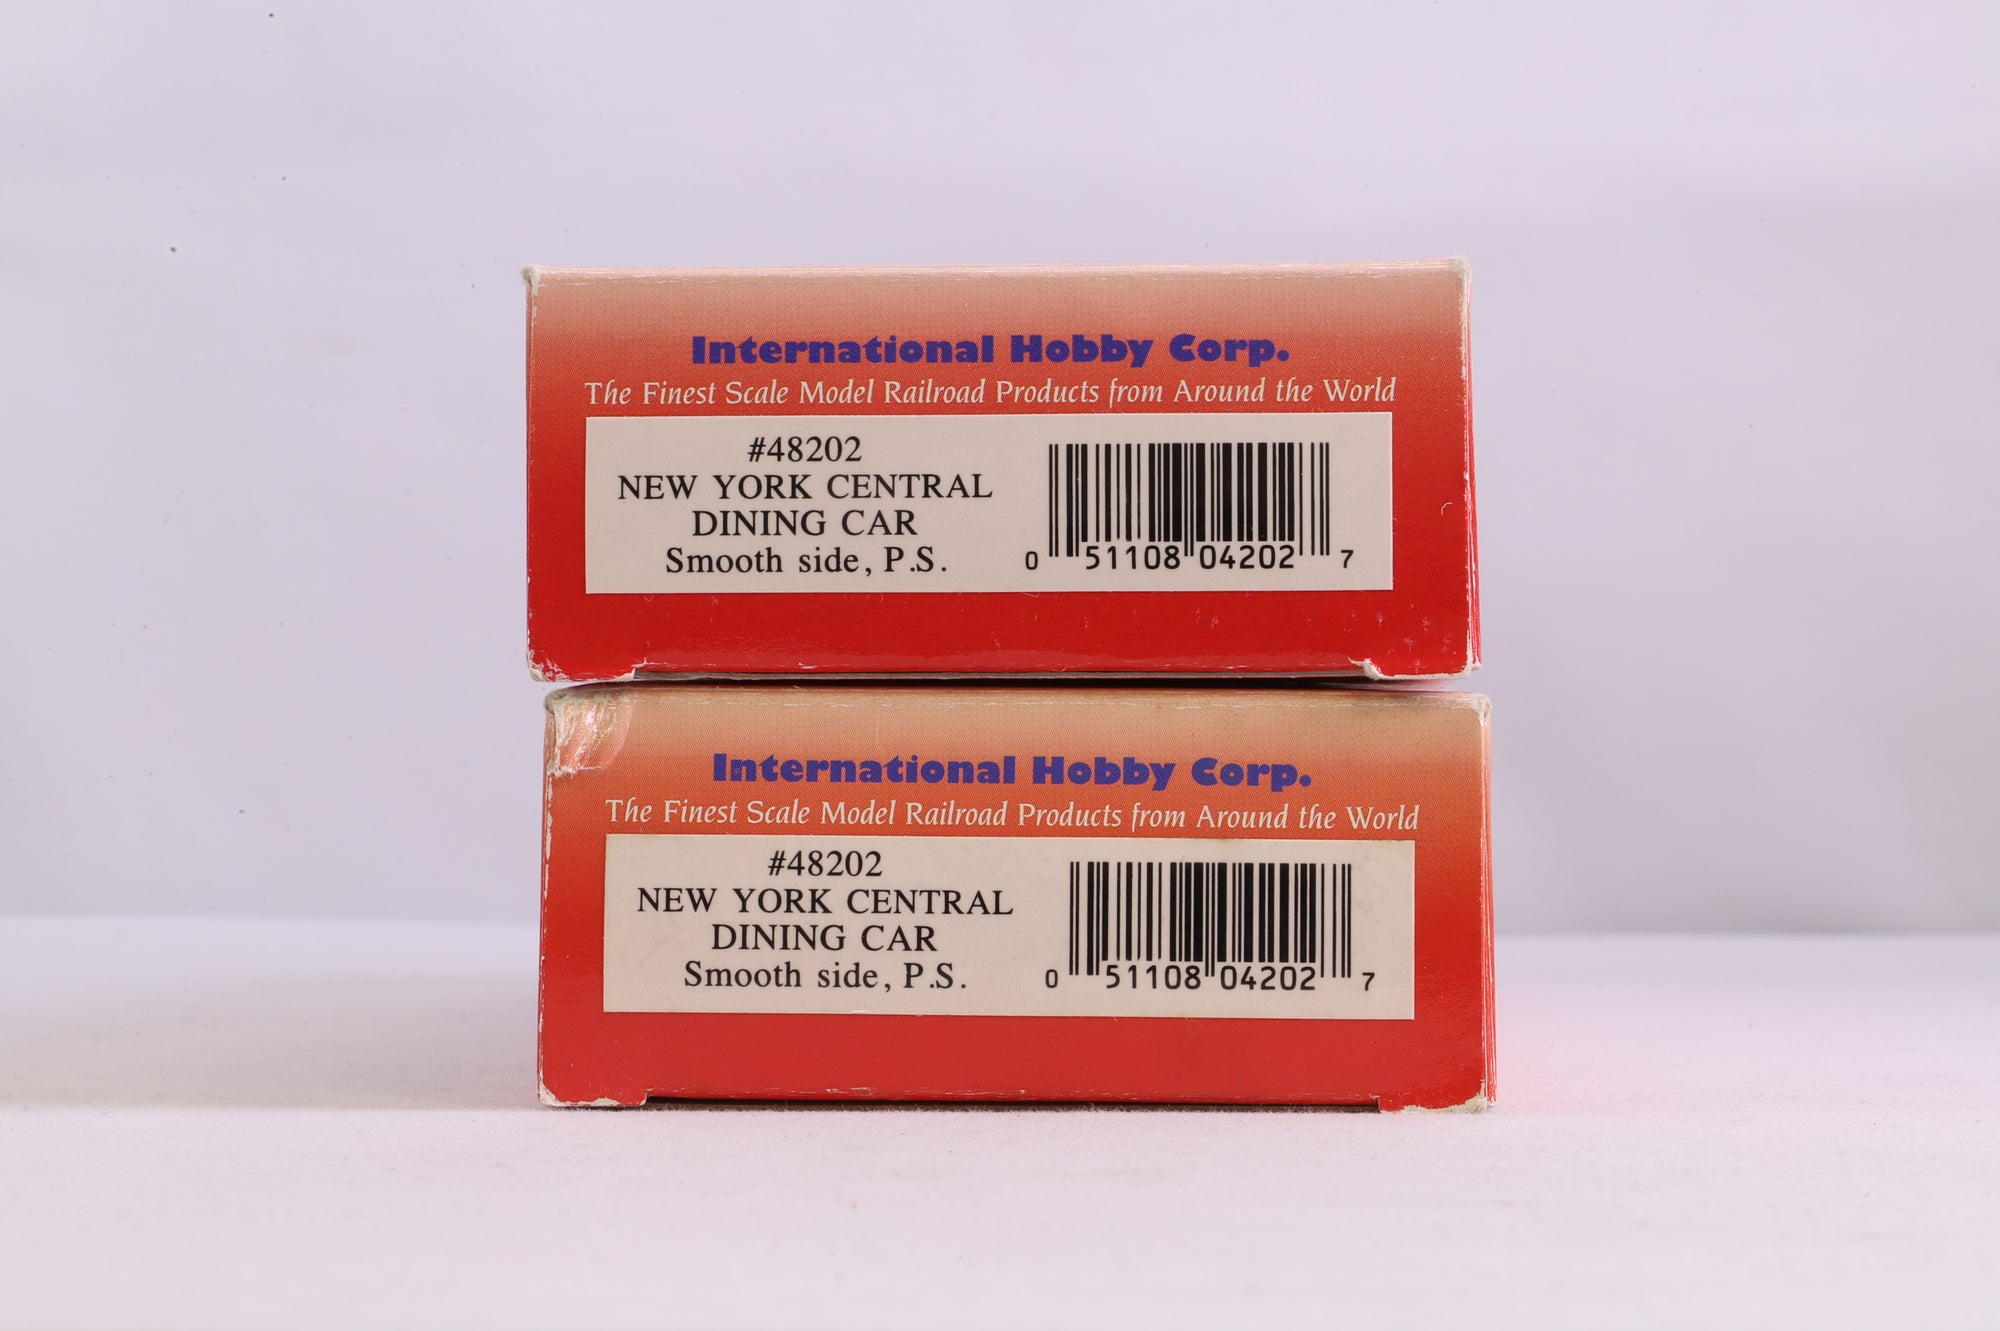 International Hobby Corp.
The Finest Scale Model Railroad Products from Around the World
#48202
NEW YORK CENTRAL
DINING CAR
Smooth side, P.S.
0 51108 04202 7
International Hobby Corp.
The Finest Scale Model Railroad Products from Around the World
#48202
NEW YORK CENTRAL
DINING CAR
Smooth side, P.S.
0 51108 04202 7